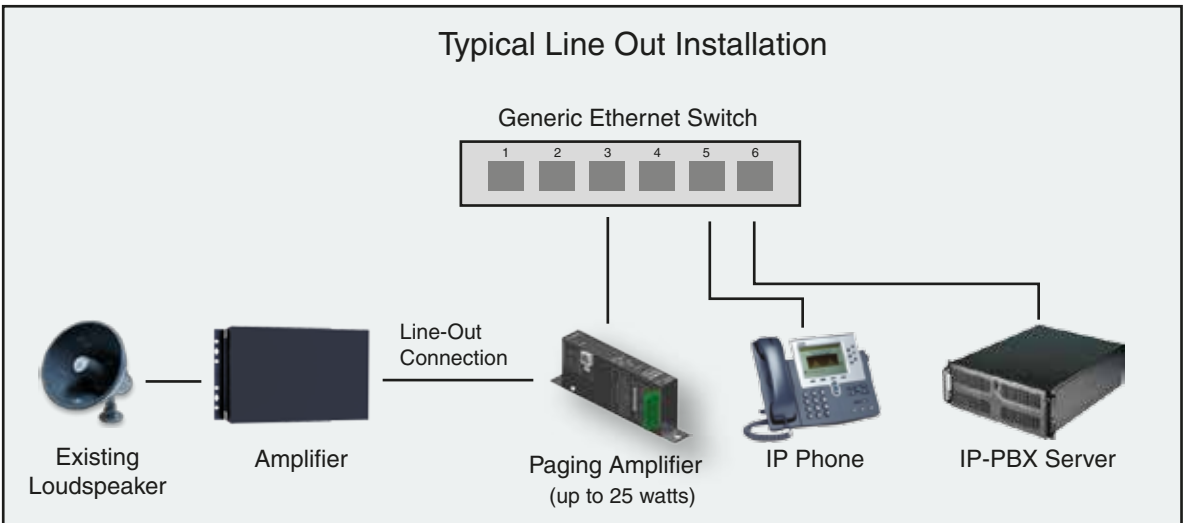 Typical Line Out Installation
Generic Ethernet Switch
1 2 3 4 5 6
Line-Out
Connection
Existing
Loudspeaker
Amplifier
Paging Amplifier
(up to 25 watts)
IP Phone
IP-PBX Server